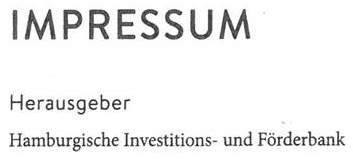 IMPRESSUM
Herausgeber
Hamburgische Investitions- und Förderbank